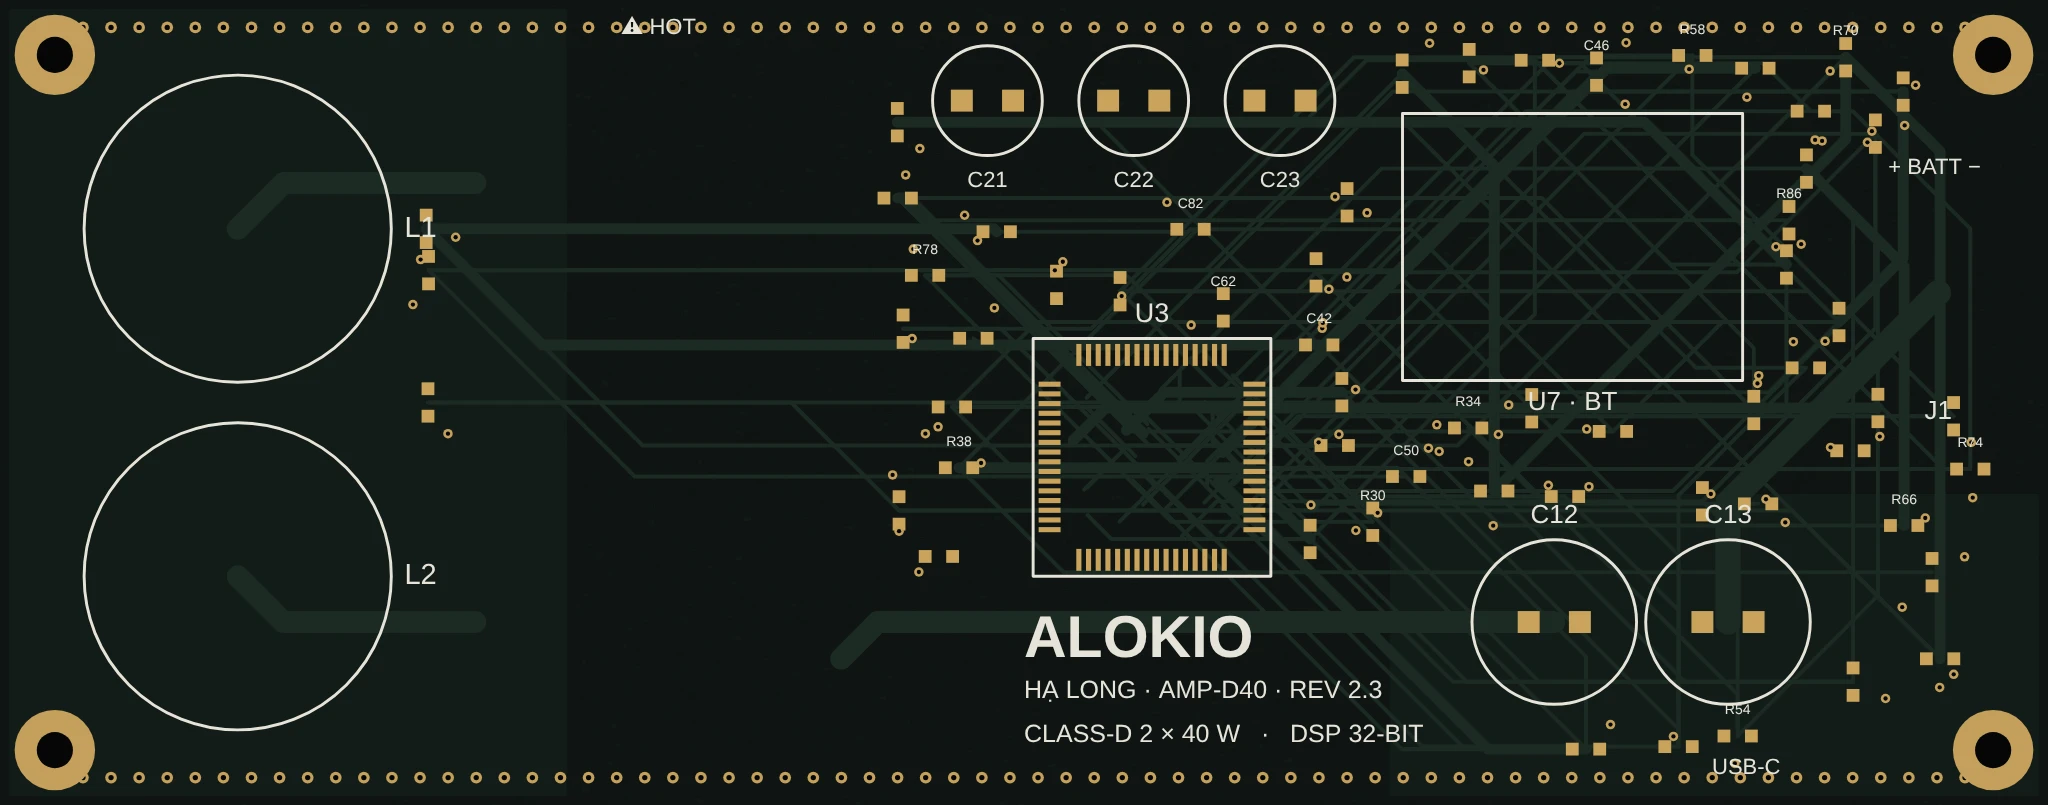 ⚠ HOT
R58
R70
C46
+ BATT −
C21
C22
C23
R86
C82
L1
R78
C62
U3
C42
R34
U7 · BT
J1
R38
C50
R74
R30
R66
C12
C13
L2
ALOKIO
HẠ LONG · AMP-D40 · REV 2.3
R54
CLASS-D 2 × 40 W · DSP 32-BIT
USB-C